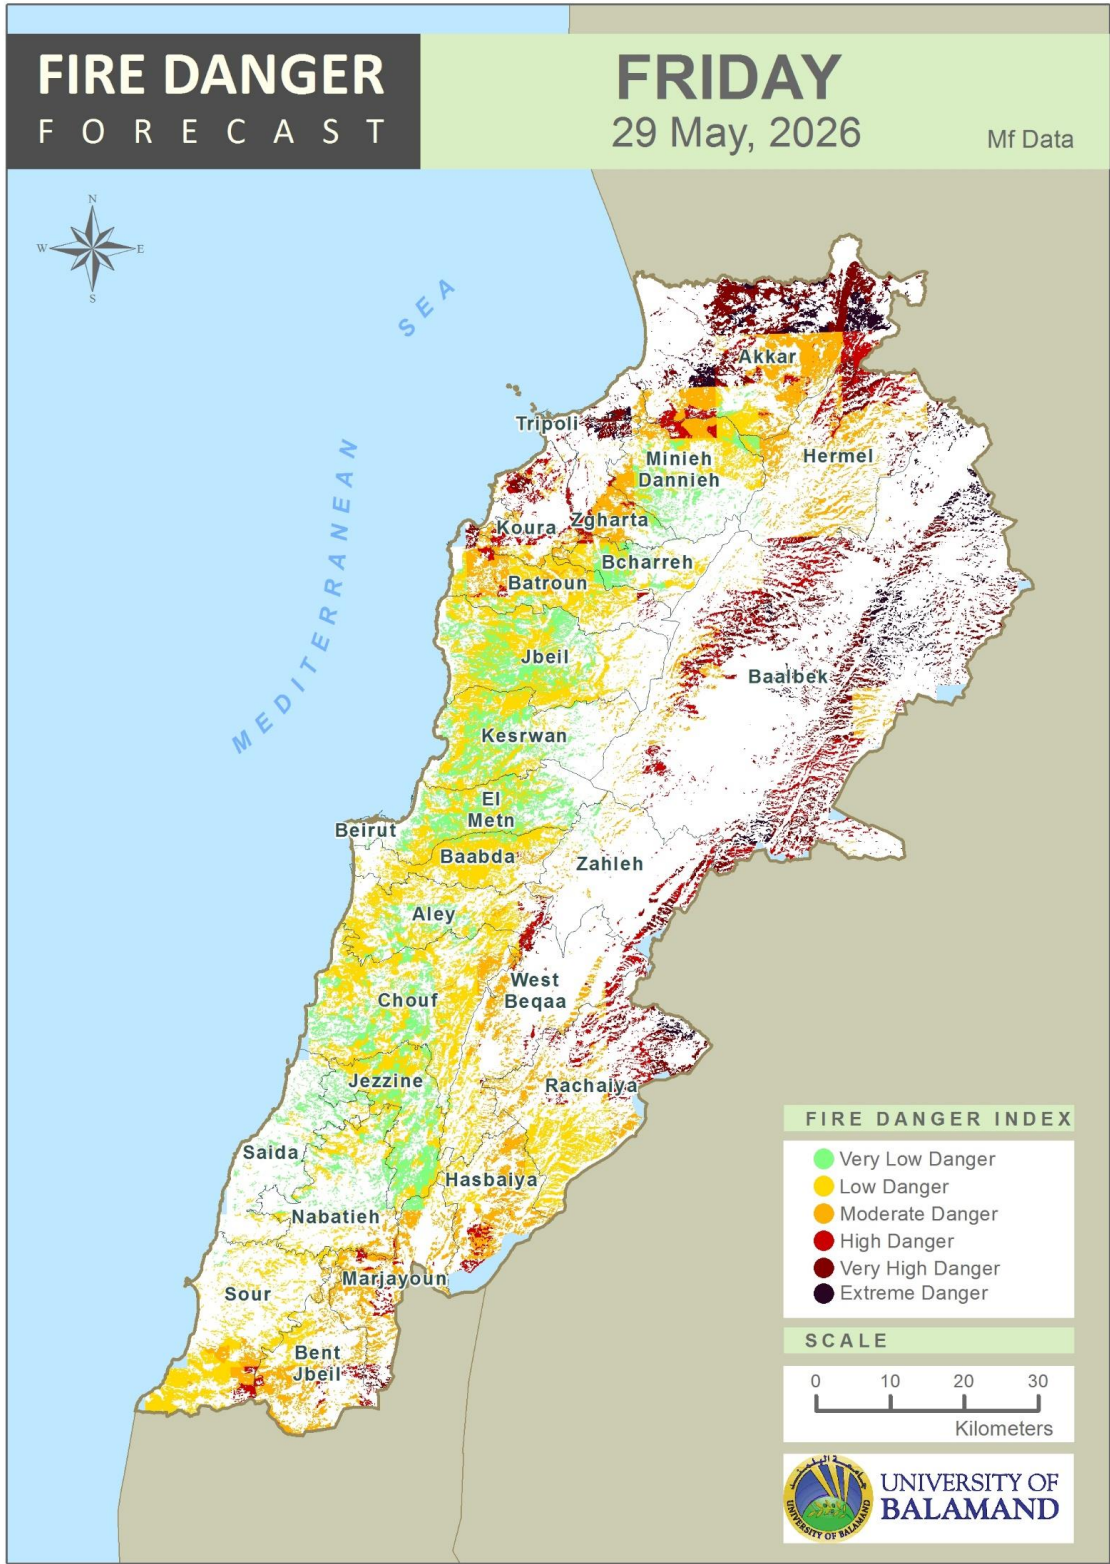 FIRE DANGER
FORECAST
FRIDAY
29 May, 2026
Mf Data
N
W
E
S
MEDITERRANEAN SEA
Akkar
Tripoli
Minieh
Dannieh
Hermel
Koura
Zgharta
Bcharreh
Batroun
Jbeil
Baalbek
Kesrwan
El
Metn
Beirut
Baabda
Zahleh
Aley
West
Beqaa
Chouf
Jezzine
Rachaiya
Saida
Hasbaiya
Nabatieh
Marjayoun
Sour
Bent
Jbeil
FIRE DANGER INDEX
Very Low Danger
Low Danger
Moderate Danger
High Danger
Very High Danger
Extreme Danger
SCALE
0 10 20 30
Kilometers
UNIVERSITY OF BALAMAND
UNIVERSITY OF
BALAMAND